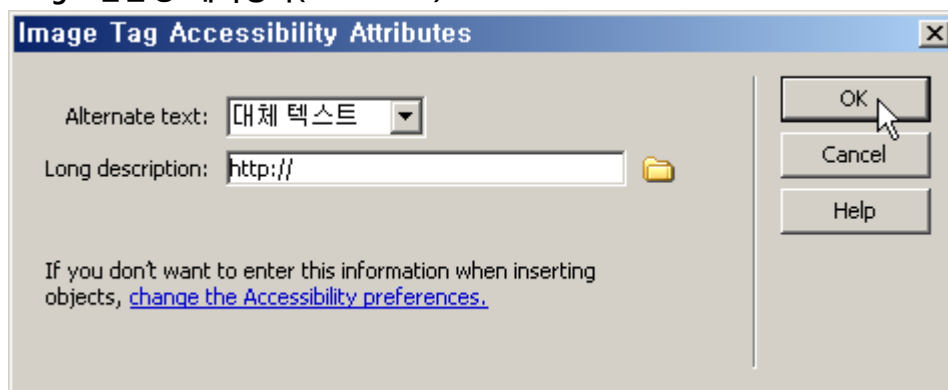 Image Tag Accessibility Attributes
Alternate text: 대체 텍스트
OK
Long description: http://
Cancel
Help
If you don't want to enter this information when inserting
objects, change the Accessibility preferences.